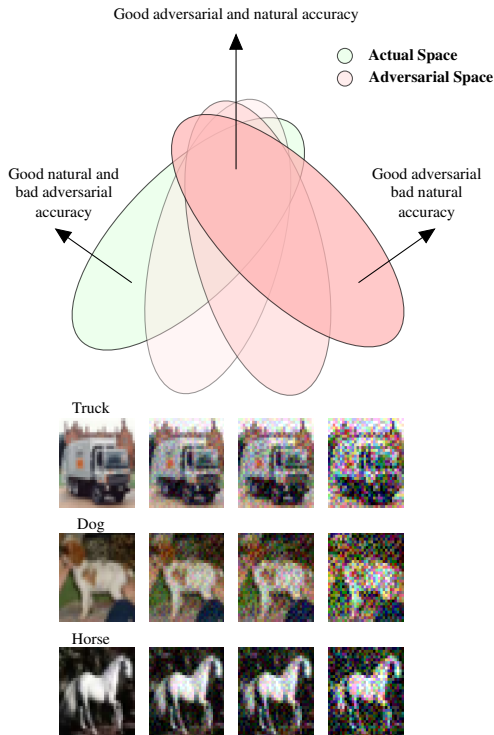 Good adversarial and natural accuracy
Actual Space
Adversarial Space
Good natural and
bad adversarial
accuracy
Good adversarial
bad natural
accuracy
Truck
Dog
Horse